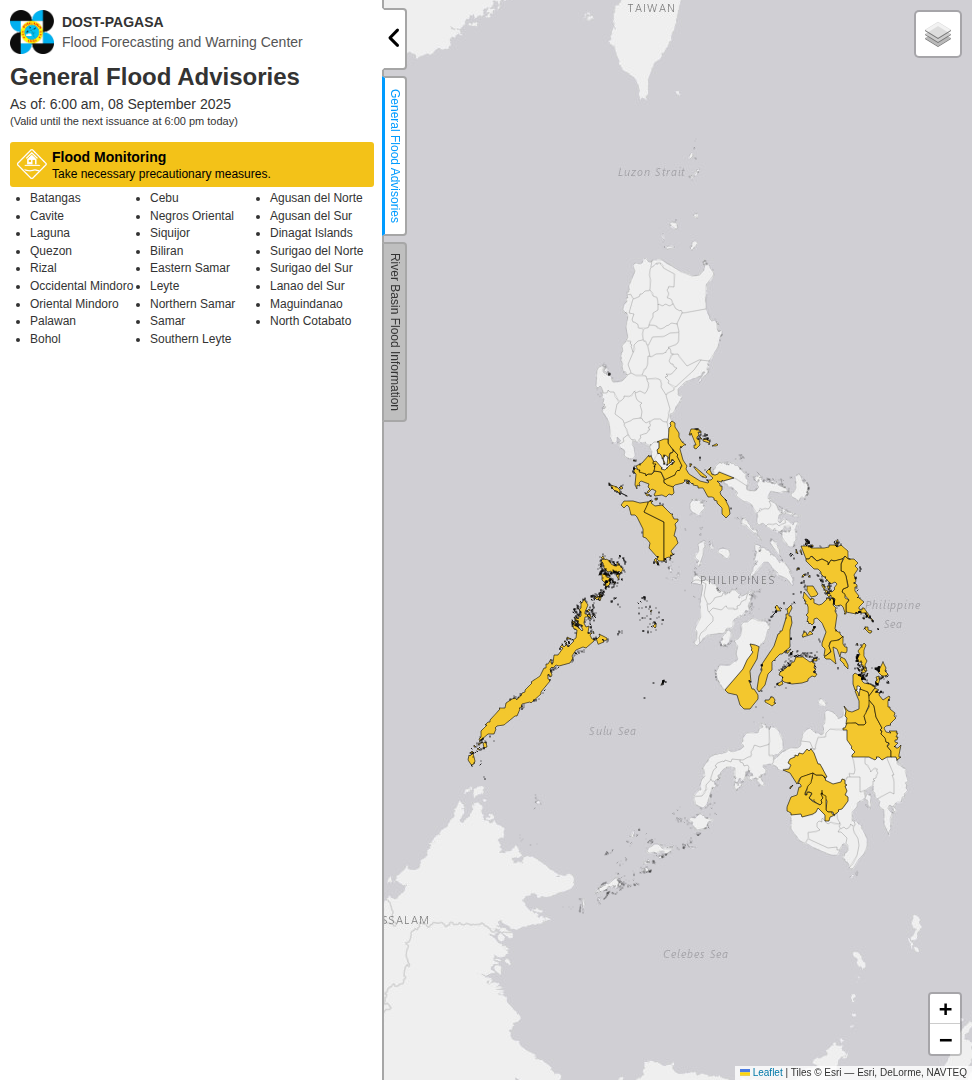 DOST-PAGASA
Flood Forecasting and Warning Center
General Flood Advisories
As of: 6:00 am, 08 September 2025
(Valid until the next issuance at 6:00 pm today)
Flood Monitoring
Take necessary precautionary measures.
Batangas
Cavite
Laguna
Quezon
Rizal
Occidental Mindoro
Oriental Mindoro
Palawan
Bohol
Cebu
Negros Oriental
Siquijor
Biliran
Eastern Samar
Leyte
Northern Samar
Samar
Southern Leyte
Agusan del Norte
Agusan del Sur
Dinagat Islands
Surigao del Norte
Surigao del Sur
Lanao del Sur
Maguindanao
North Cotabato
General Flood Advisories
River Basin Flood Information
TAIWAN
Luzon Strait
PHILIPPINES
Philippine
Sea
Sulu Sea
SSALAM
Celebes Sea
+
−
Leaflet | Tiles © Esri — Esri, DeLorme, NAVTEQ